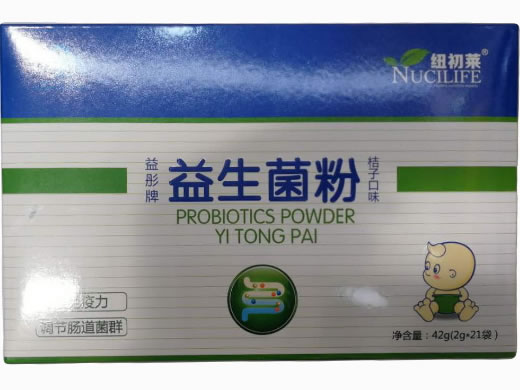 纽初莱®
NUCILIFE
益彤牌
益生菌粉
桔子口味
PROBIOTICS POWDER
YI TONG PAI
疫力
调节肠道菌群
净含量：42g(2g*21袋)